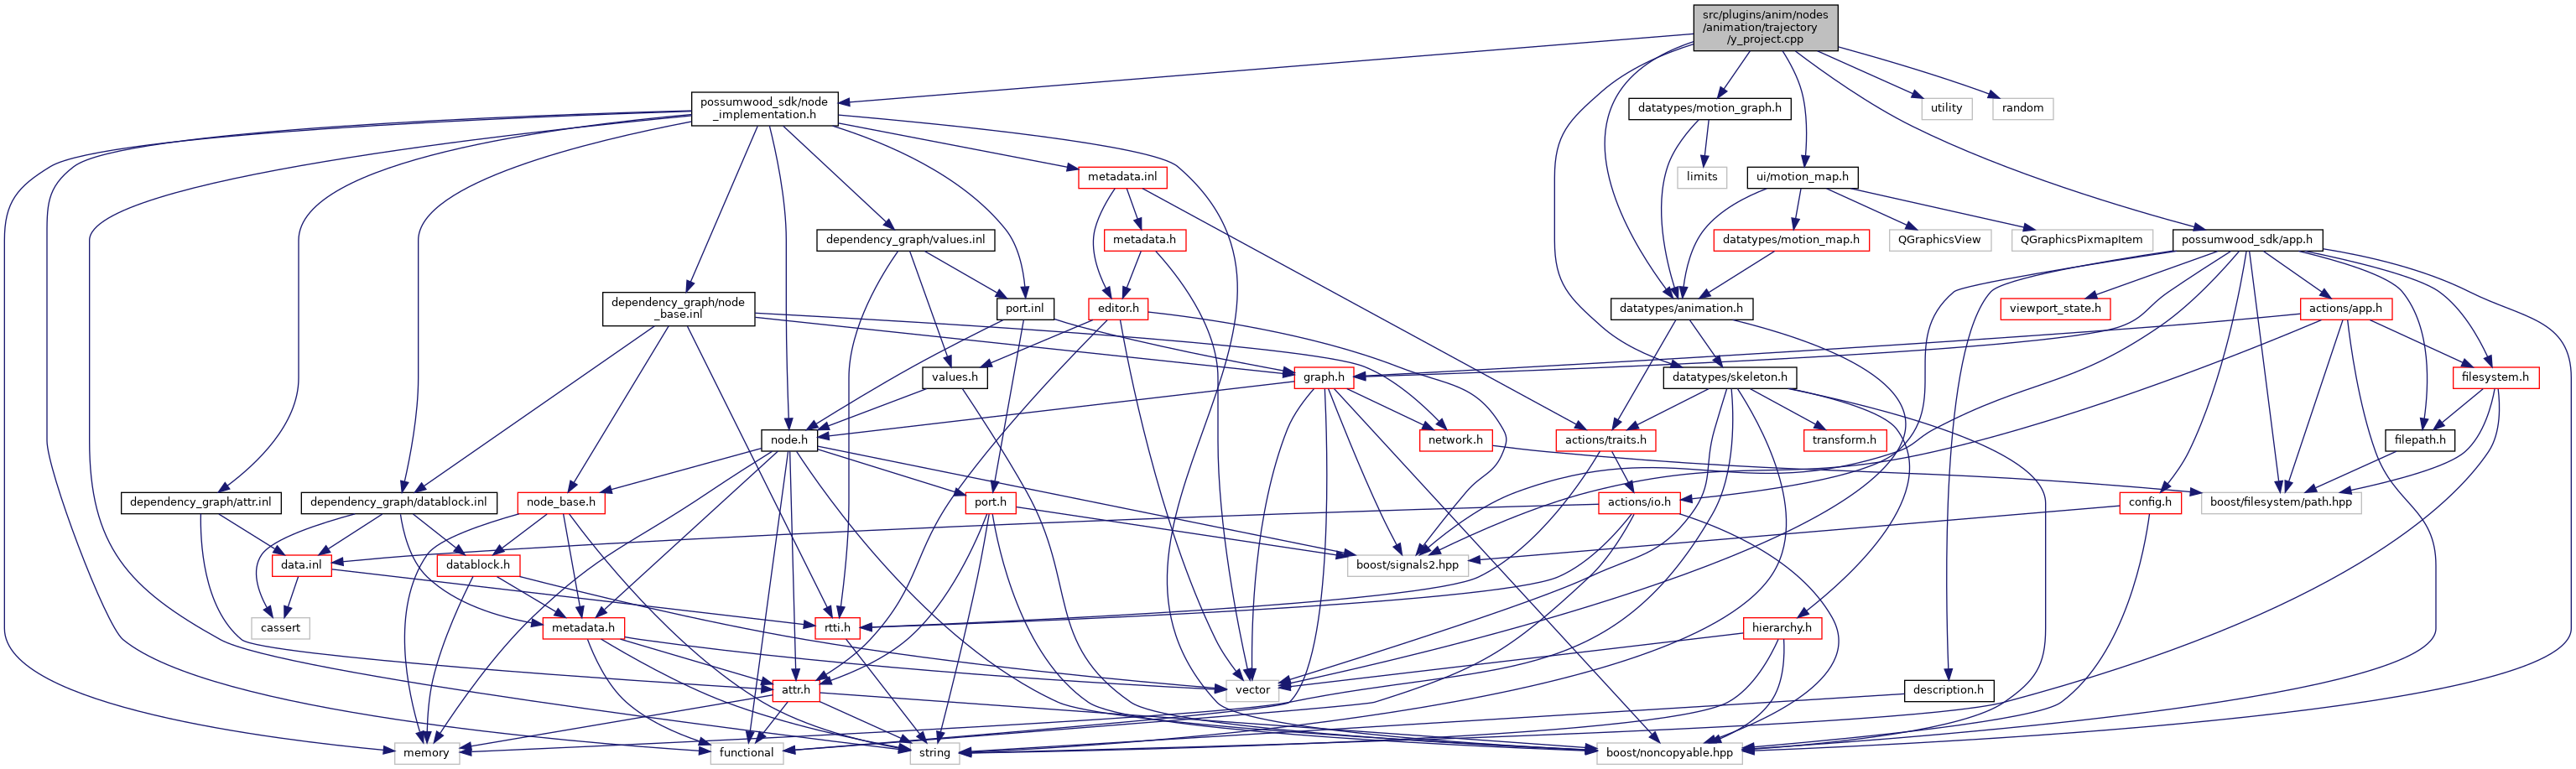 src/plugins/anim/nodes
/animation/trajectory
/y_project.cpp
possumwood_sdk/node
_implementation.h
datatypes/motion_graph.h
utility
random
metadata.inl
limits
ui/motion_map.h
dependency_graph/values.inl
metadata.h
datatypes/motion_map.h
QGraphicsView
QGraphicsPixmapItem
possumwood_sdk/app.h
dependency_graph/node
_base.inl
port.inl
editor.h
datatypes/animation.h
viewport_state.h
actions/app.h
values.h
graph.h
datatypes/skeleton.h
filesystem.h
node.h
network.h
actions/traits.h
transform.h
filepath.h
dependency_graph/attr.inl
dependency_graph/datablock.inl
node_base.h
port.h
actions/io.h
config.h
boost/filesystem/path.hpp
data.inl
datablock.h
boost/signals2.hpp
cassert
metadata.h
rtti.h
hierarchy.h
attr.h
vector
description.h
memory
functional
string
boost/noncopyable.hpp